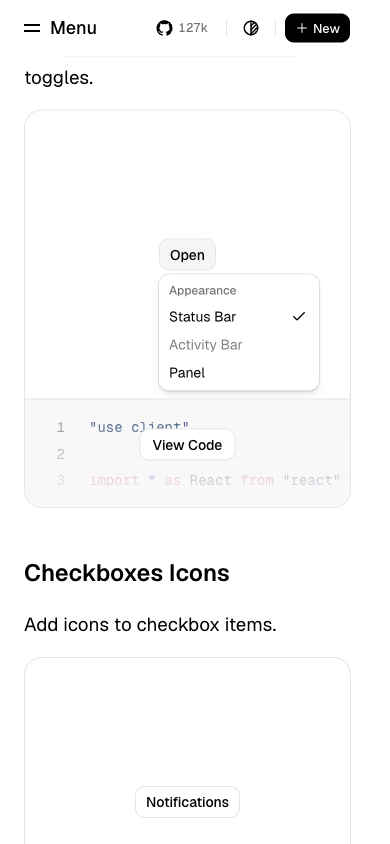 Menu
127k
+ New
toggles.
Open
Appearance
Status Bar
Activity Bar
Panel
1 "use client"
View Code
2
3 import * as React from "react"
Checkboxes Icons
Add icons to checkbox items.
Notifications